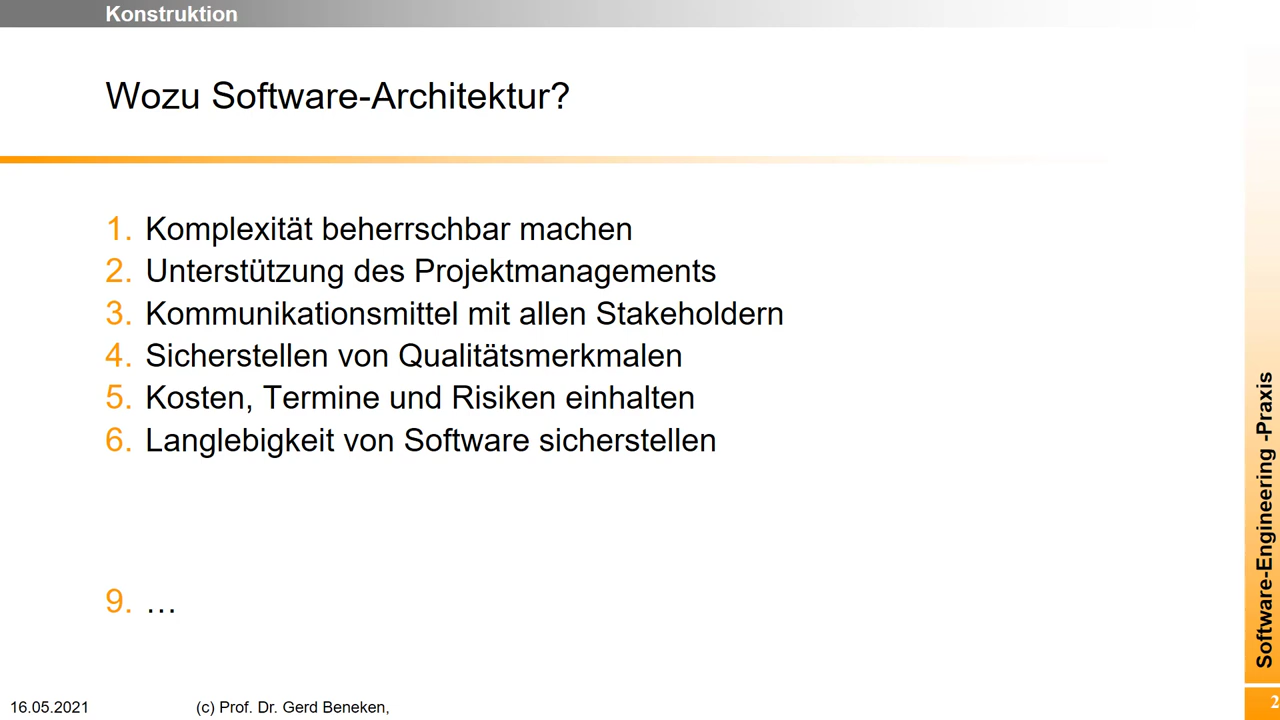 Konstruktion
Wozu Software-Architektur?
1. Komplexität beherrschbar machen
2. Unterstützung des Projektmanagements
3. Kommunikationsmittel mit allen Stakeholdern
4. Sicherstellen von Qualitätsmerkmalen
5. Kosten, Termine und Risiken einhalten
6. Langlebigkeit von Software sicherstellen
9. …
Software-Engineering -Praxis
16.05.2021
(c) Prof. Dr. Gerd Beneken,
2